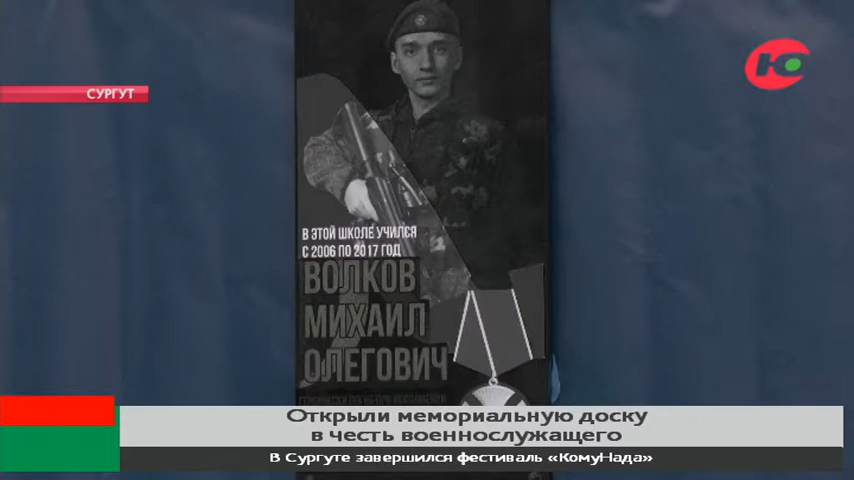 СУРГУТ
Ю
В ЭТОЙ ШКОЛЕ УЧИЛСЯ
С 2006 ПО 2017 ГОД
ВОЛКОВ
МИХАИЛ
ОЛЕГОВИЧ
Открыли мемориальную доску
в честь военнослужащего
В Сургуте завершился фестиваль «КомуНада»